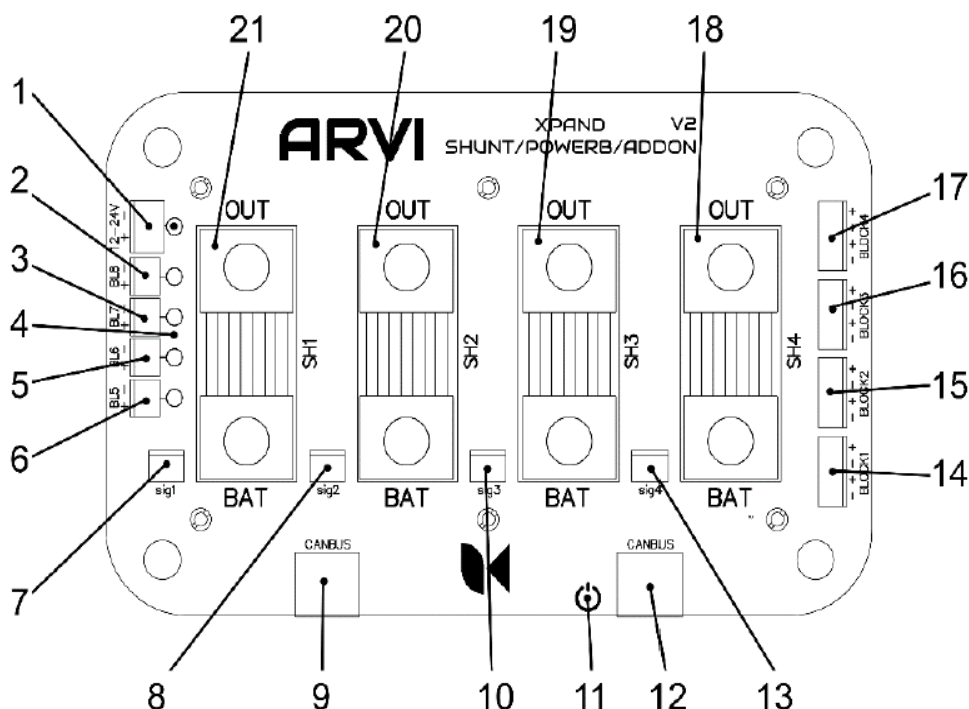 21 20 19 18
1
ARVI
XPAND V2
SHUNT/POWERB/ADDON
2
3
4
5
6
7
12-24V
- +
BL8
- +
BL7
- +
BL6
- +
BL5
- +
OUT OUT OUT OUT
SH1 SH2 SH3 SH4
BAT BAT BAT BAT
sig1 sig2 sig3 sig4
+ - + -
BLOCK4
+ - + -
+ - + -
BLOCK2
+ - + -
BLOCK1
17
16
15
14
CANBUS CANBUS
8 9 10 11 12 13